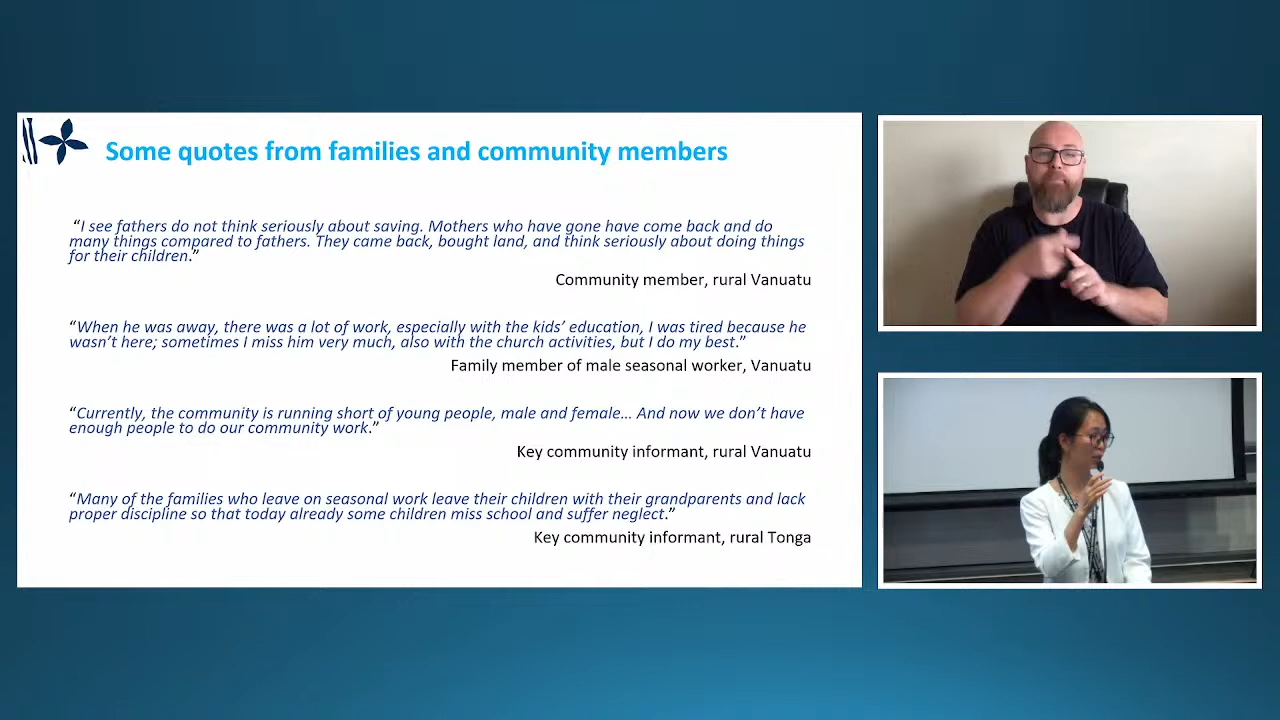 Some quotes from families and community members
“I see fathers do not think seriously about saving. Mothers who have gone have come back and do
many things compared to fathers. They came back, bought land, and think seriously about doing things
for their children.”
Community member, rural Vanuatu
“When he was away, there was a lot of work, especially with the kids’ education, I was tired because he
wasn’t here; sometimes I miss him very much, also with the church activities, but I do my best.”
Family member of male seasonal worker, Vanuatu
“Currently, the community is running short of young people, male and female… And now we don’t have
enough people to do our community work.”
Key community informant, rural Vanuatu
“Many of the families who leave on seasonal work leave their children with their grandparents and lack
proper discipline so that today already some children miss school and suffer neglect.”
Key community informant, rural Tonga